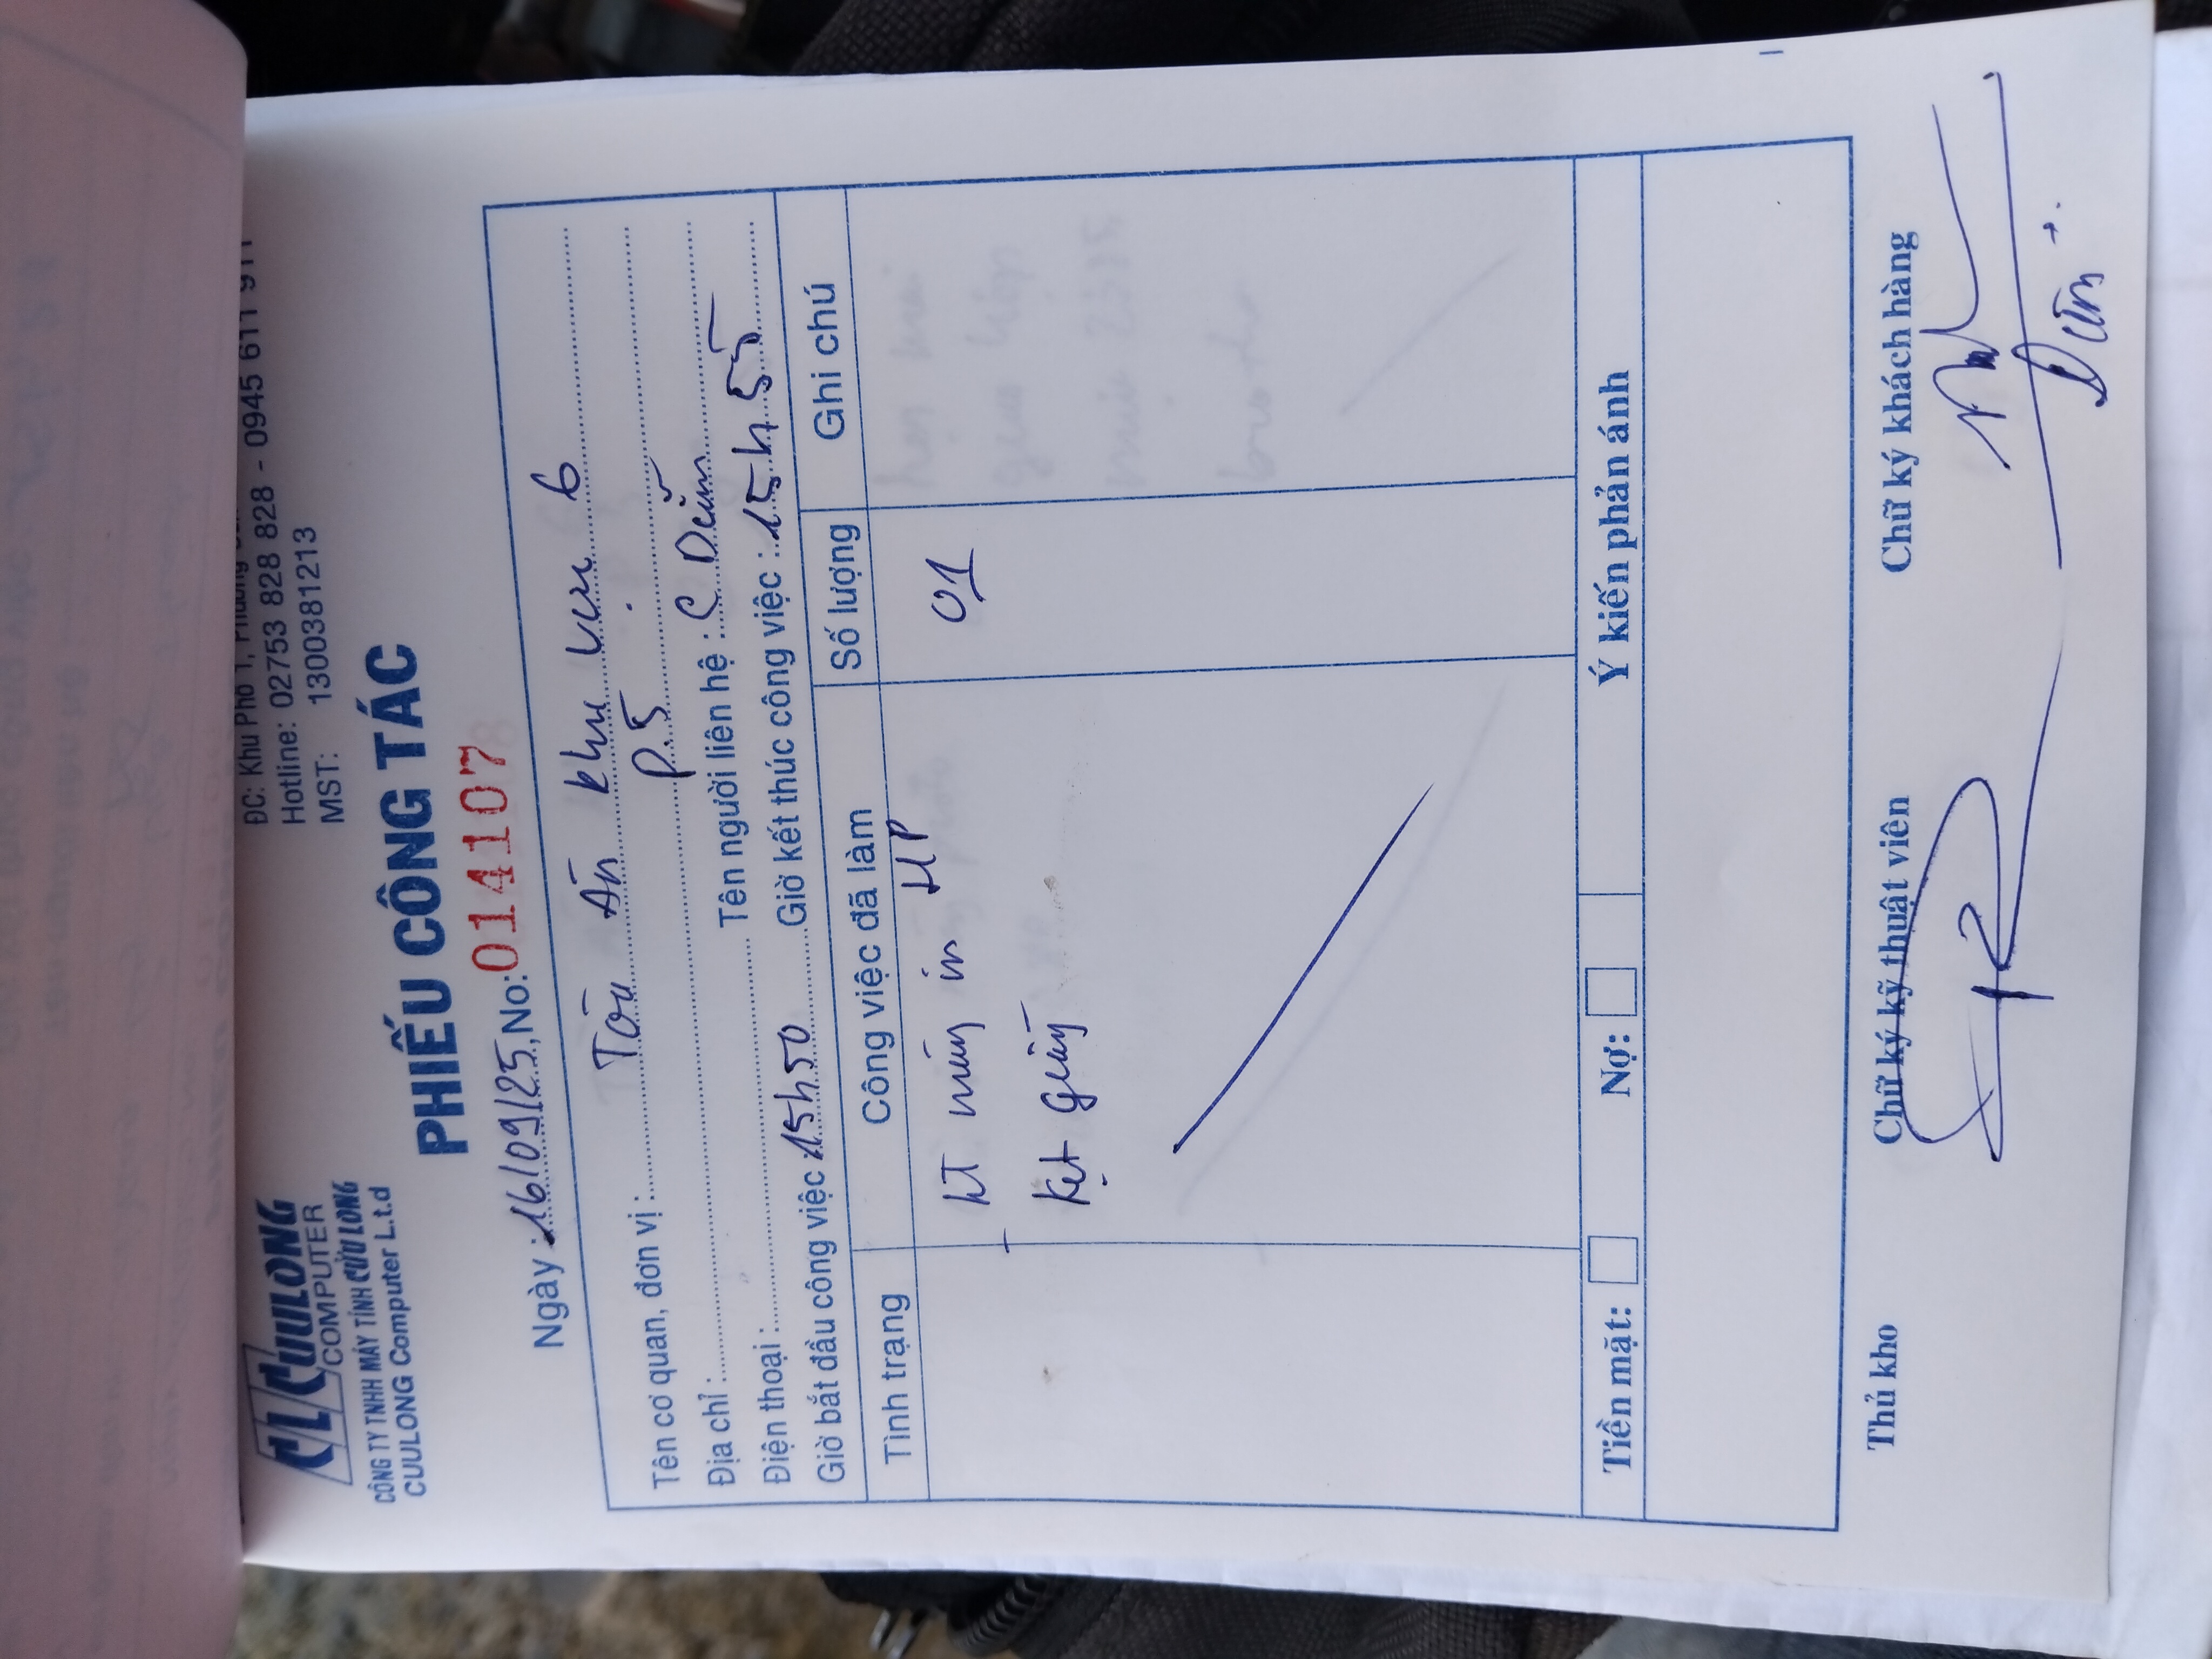 CL CUULONG
COMPUTER
CÔNG TY TNHH MÁY TÍNH CỬU LONG
CUULONG Computer L.t.d
ĐC: Khu Phố 1, Phường
Hotline: 02753 828 828 - 0945 611 911
MST: 1300381213
PHIẾU CÔNG TÁC
Ngày: 16/09/25, No: 014107
Tên cơ quan, đơn vị: Tòa Án khu vực 6
Địa chỉ: P.5
Điện thoại: Tên người liên hệ: C Diễm
Giờ bắt đầu công việc 15h50 Giờ kết thúc công việc: 15h55
Tình trạng Công việc đã làm Số lượng Ghi chú
- KT máy in HP 01
Kẹt giấy
Tiền mặt: Nợ: Ý kiến phản ánh
Thủ kho Chữ ký kỹ thuật viên Chữ ký khách hàng